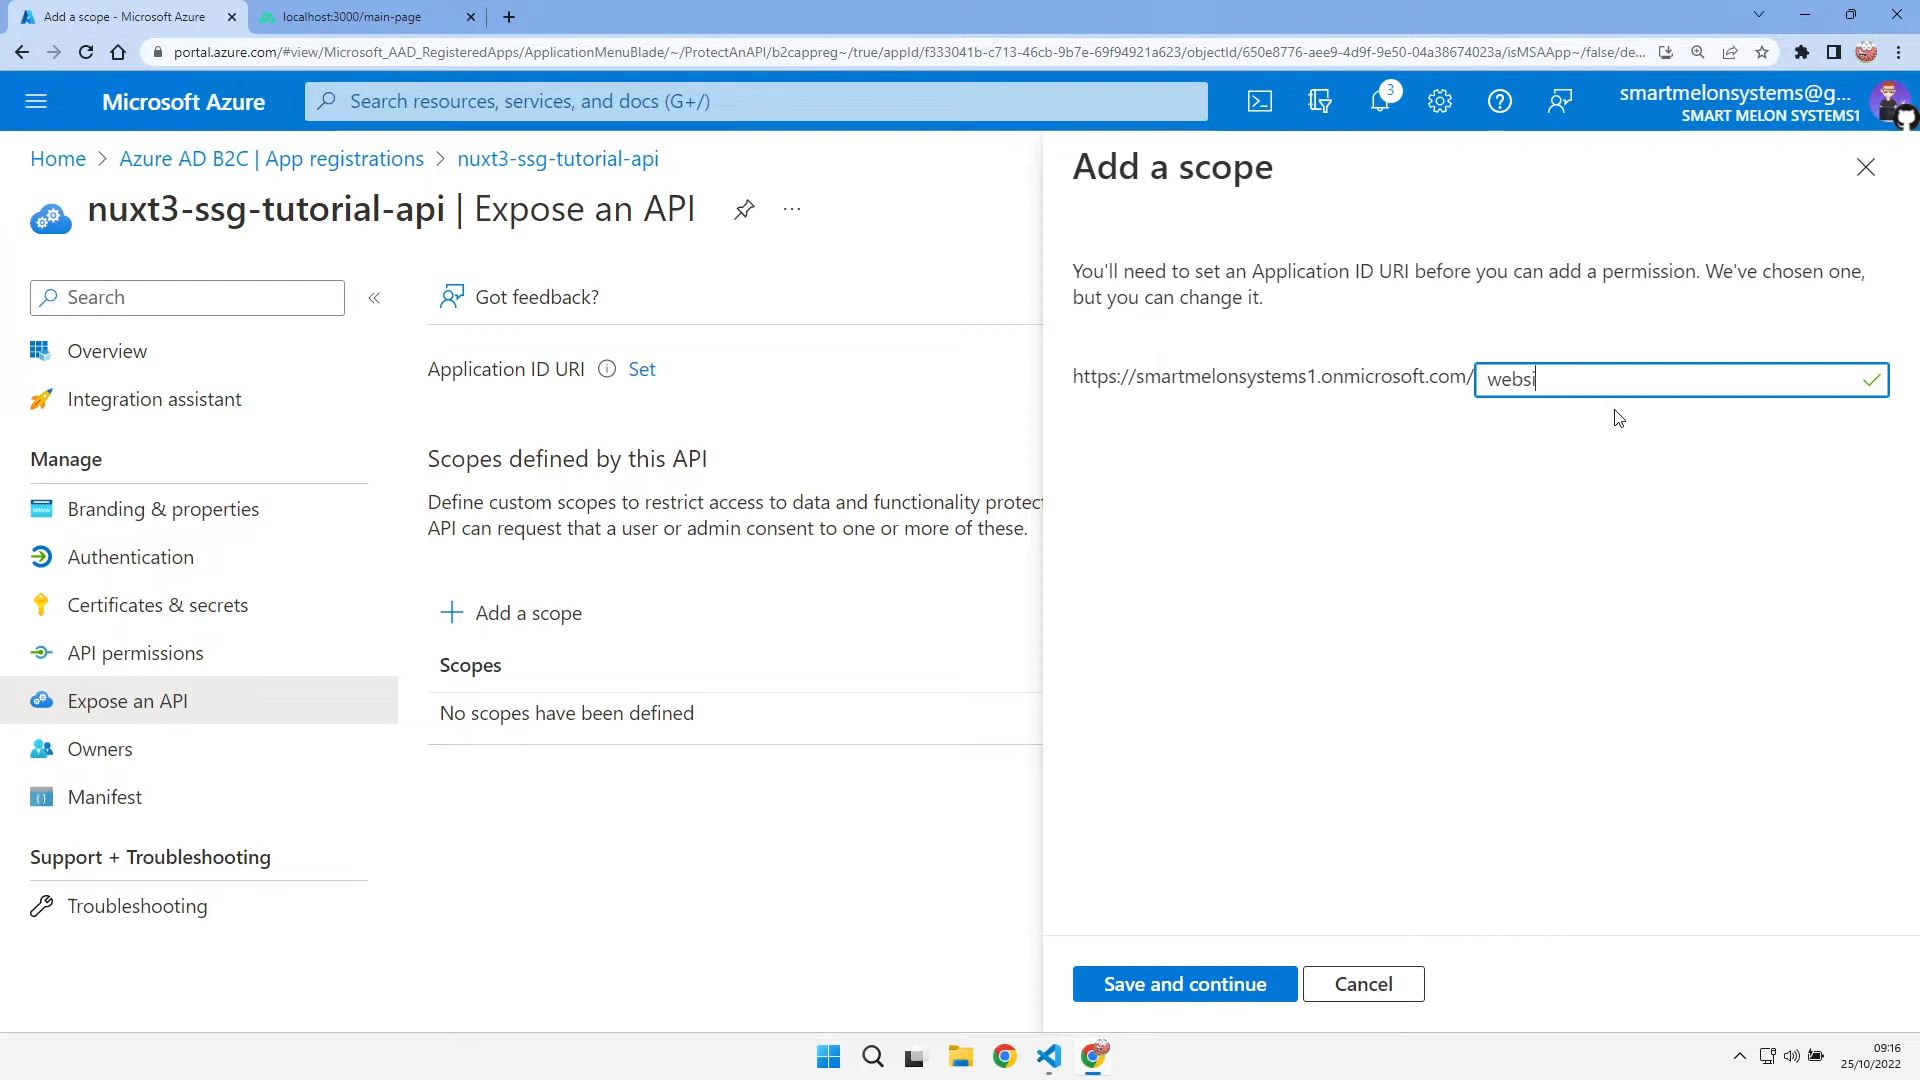 Add a scope - Microsoft Azure
localhost:3000/main-page
portal.azure.com/#view/Microsoft_AAD_RegisteredApps/ApplicationMenuBlade/~/ProtectAnAPI/b2cappreg~/true/appId/f333041b-c713-46cb-9b7e-69f94921a623/objectId/650e8776-aee9-4d9f-9e50-04a38674023a/isMSAApp~/false/de...
Microsoft Azure
Search resources, services, and docs (G+/)
3
smartmelonsystems@g...
SMART MELON SYSTEMS1
Home > Azure AD B2C | App registrations > nuxt3-ssg-tutorial-api
nuxt3-ssg-tutorial-api | Expose an API
Search
Overview
Integration assistant
Manage
Branding & properties
Authentication
Certificates & secrets
API permissions
Expose an API
Owners
Manifest
Support + Troubleshooting
Troubleshooting
Got feedback?
Application ID URI Set
Scopes defined by this API
Define custom scopes to restrict access to data and functionality protec
API can request that a user or admin consent to one or more of these.
Add a scope
Scopes
No scopes have been defined
Add a scope
You'll need to set an Application ID URI before you can add a permission. We've chosen one,
but you can change it.
https://smartmelonsystems1.onmicrosoft.com/ websi
Save and continue
Cancel
09:16
25/10/2022